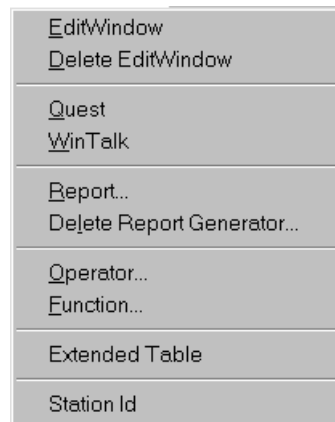 EditWindow
Delete EditWindow
Quest
WinTalk
Report...
Delete Report Generator...
Operator...
Function...
Extended Table
Station Id